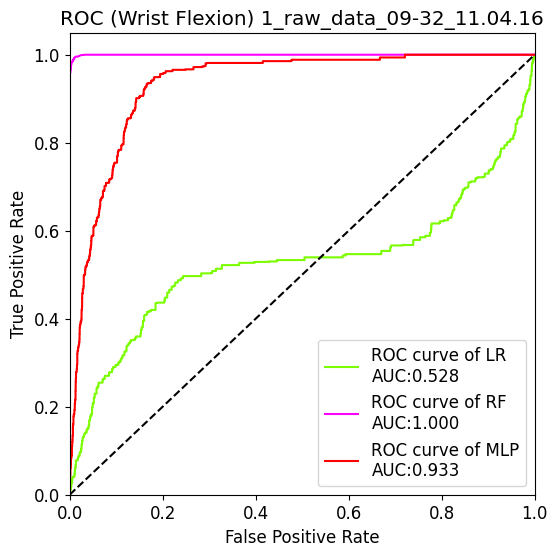 ROC (Wrist Flexion) 1_raw_data_09-32_11.04.16
1.0
0.8
0.6
0.4
0.2
0.0
True Positive Rate
0.0 0.2 0.4 0.6 0.8 1.0
False Positive Rate
ROC curve of LR
AUC:0.528
ROC curve of RF
AUC:1.000
ROC curve of MLP
AUC:0.933